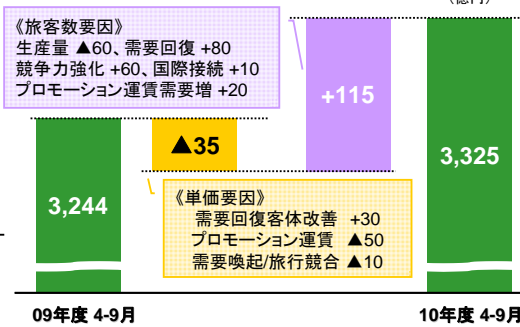 (億円)
《旅客数要因》
生産量 ▲60、需要回復 +80
競争力強化 +60、国際接続 +10
プロモーション運賃需要増 +20
+115
▲35
3,325
3,244
《単価要因》
需要回復客体改善 +30
プロモーション運賃 ▲50
需要喚起/旅行競合 ▲10
09年度 4-9月
10年度 4-9月